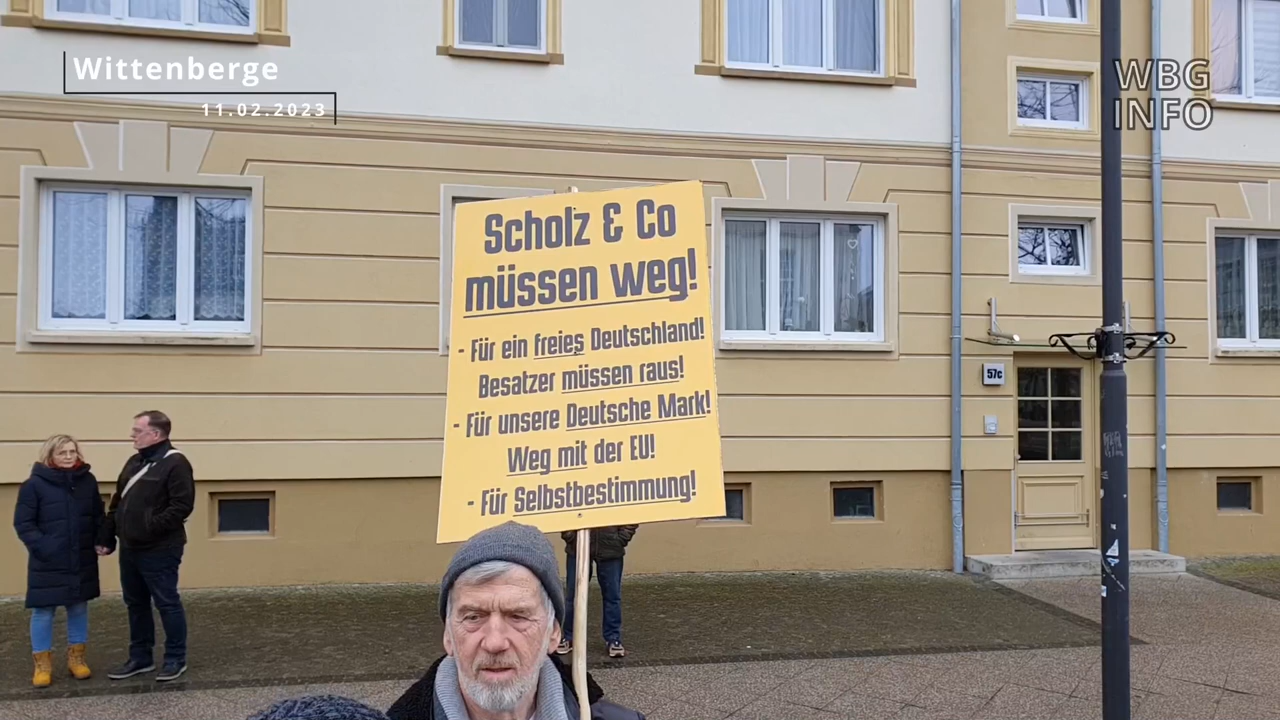 Wittenberge
11.02.2023
WBG
INFO
Scholz & Co
müssen weg!
- Für ein freies Deutschland!
Besatzer müssen raus!
- Für unsere Deutsche Mark!
Weg mit der EU!
- Für Selbstbestimmung!
57c